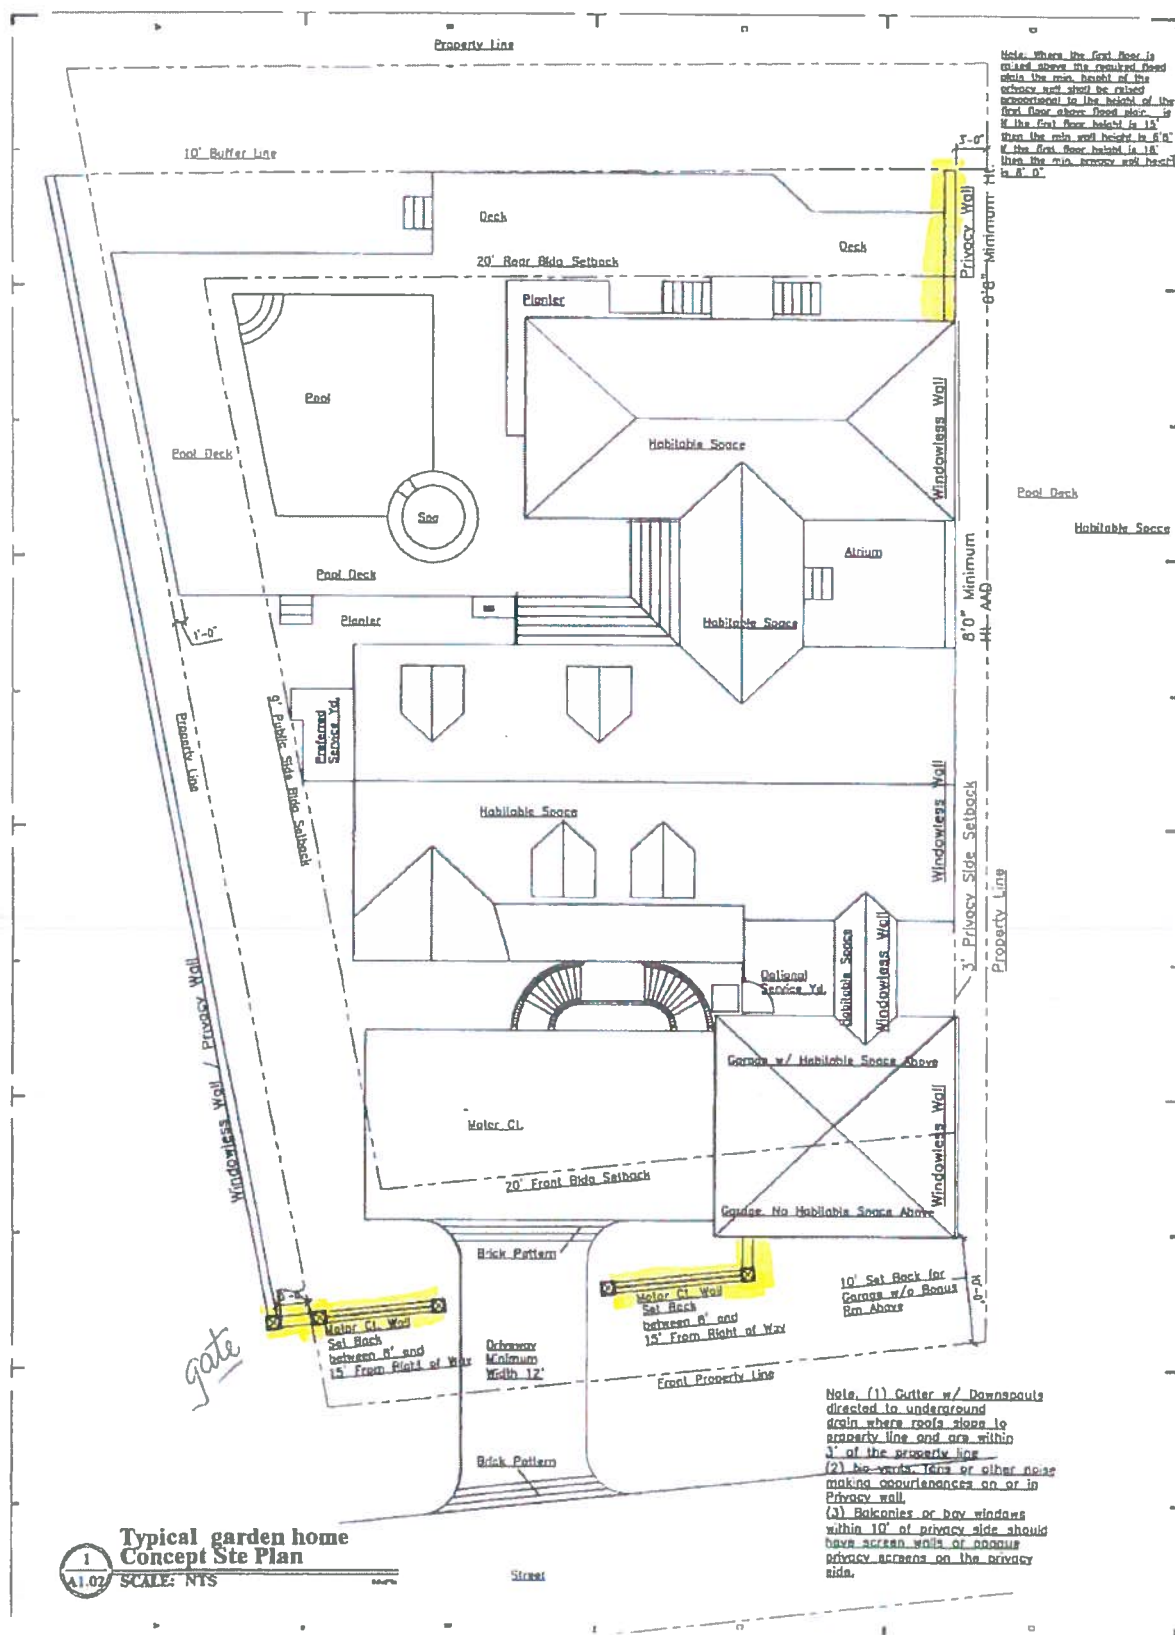 Property Line
Note: Where the first floor is
raised above the required flood
plain the min. height of the
privacy wall shall be raised
proportional to the height of the
first floor above flood plain.
if the first floor height is 15'
then the min wall height is 6'8"
if the first floor height is 18'
then the min. privacy wall height
is 8'.0"
3'-0"
10' Buffer Line
Deck
Deck
Privacy Wall
Minimum Ht.
20' Rear Bldg Setback
Planter
Pool
Habitable Space
Windowless Wall
Pool Deck
Pool Deck
Spa
Habitable Space
Atrium
8'0" Minimum
Pool Deck
1'-0"
Planter
Habitable Space
Property Line
9' Public Side Bldg Setback
Preferred
Service Yd.
Habitable Space
Windowless Wall
3' Privacy Side Setback
Property Line
Windowless Wall / Privacy Wall
Optional
Service Yd.
Habitable Space
Windowless Wall
Garage w/ Habitable Space Above
Motor Ct.
Windowless Wall
20' Front Bldg Setback
Garage, No Habitable Space Above
Brick Pattern
10' Set Back for
Garage w/o Bonus
Rm Above
10'-0"
Motor Ct. Wall
Set Back
between 8' and
15' From Right of Way
Motor Ct. Wall
Set Back
between 8' and
15' From Right of Way
gate
Driveway
Minimum
Width 12'
Front Property Line
Note, (1) Gutter w/ Downspouts
directed to underground
drain where roofs slope to
property line and are within
3' of the property line
(2) No vents, fans or other noise
making appurtenances on or in
Privacy wall.
(3) Balconies or bay windows
within 10' of privacy side should
have screen walls or opaque
privacy screens on the privacy
side.
Brick Pattern
1
A1.02
Typical garden home
Concept Ste Plan
SCALE: NTS
Street